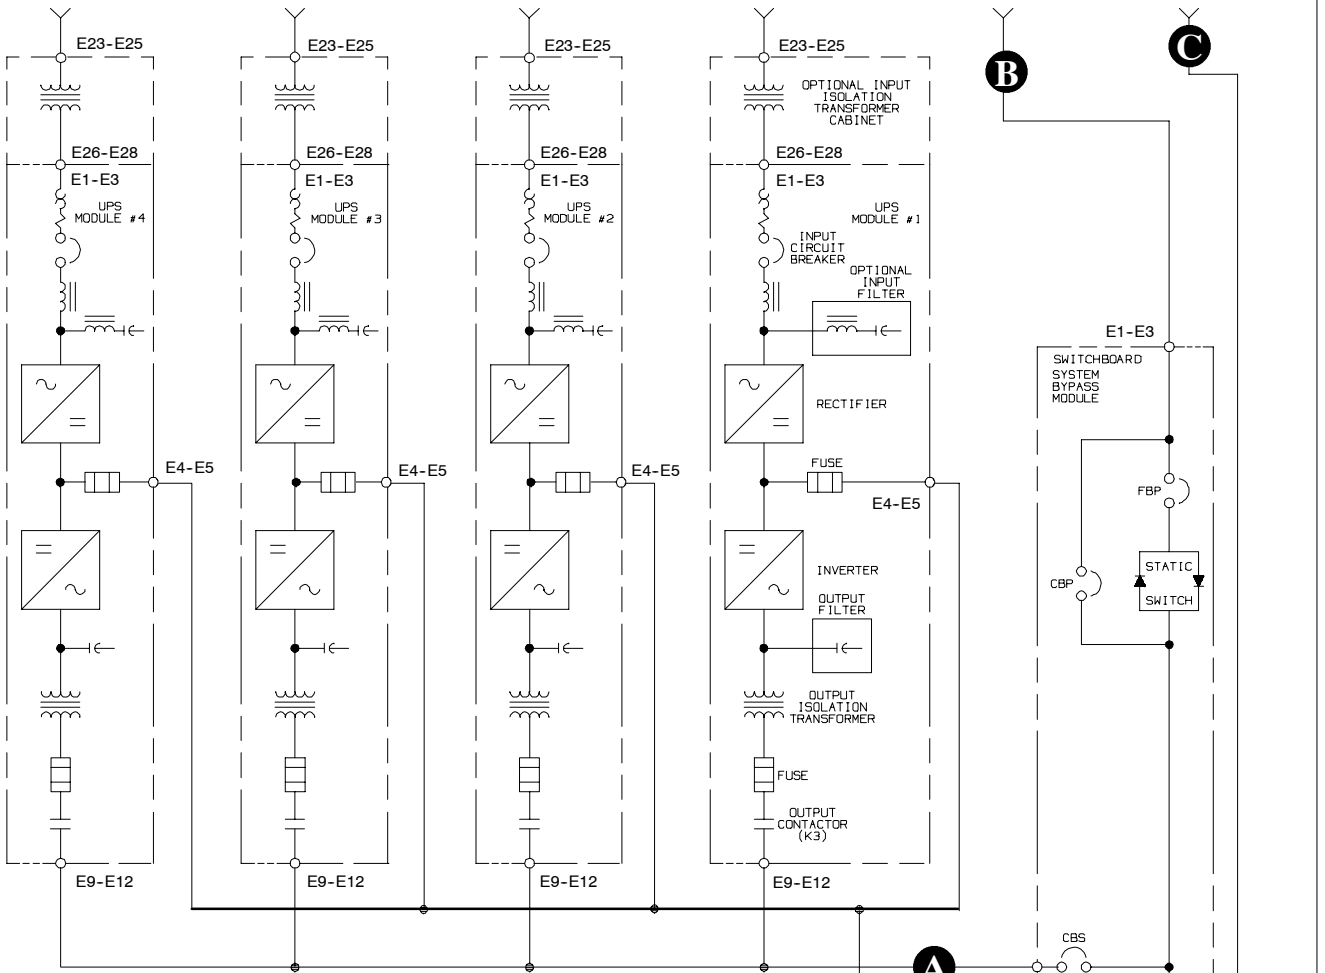 E23-E25
E23-E25
E23-E25
E23-E25
B
C
OPTIONAL INPUT
ISOLATION
TRANSFORMER
CABINET
E26-E28
E26-E28
E26-E28
E26-E28
E1-E3
E1-E3
E1-E3
E1-E3
UPS
MODULE #4
UPS
MODULE #3
UPS
MODULE #2
UPS
MODULE #1
INPUT
CIRCUIT
BREAKER
OPTIONAL
INPUT
FILTER
E1-E3
SWITCHBOARD
SYSTEM
BYPASS
MODULE
RECTIFIER
E4-E5
E4-E5
E4-E5
FUSE
E4-E5
FBP
CBP
STATIC
SWITCH
INVERTER
OUTPUT
FILTER
OUTPUT
ISOLATION
TRANSFORMER
FUSE
OUTPUT
CONTACTOR
(K3)
E9-E12
E9-E12
E9-E12
E9-E12
A
CBS